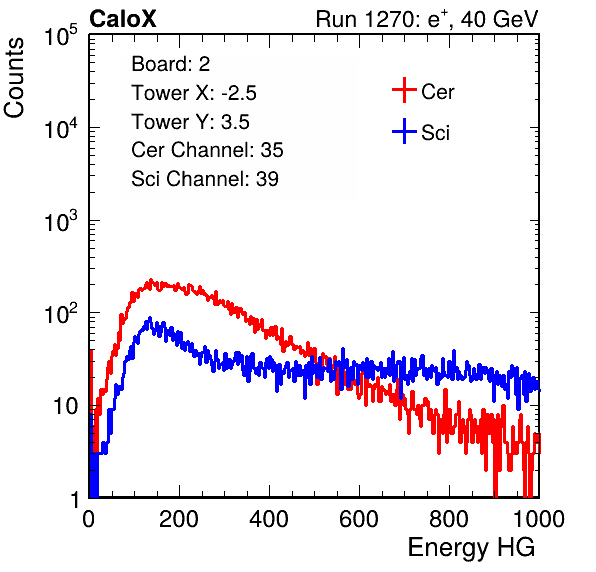 CaloX Run 1270: e⁺, 40 GeV
Counts
Board: 2
Tower X: -2.5
Tower Y: 3.5
Cer Channel: 35
Sci Channel: 39
Cer
Sci
10⁵
10⁴
10³
10²
10
1
0 200 400 600 800 1000
Energy HG